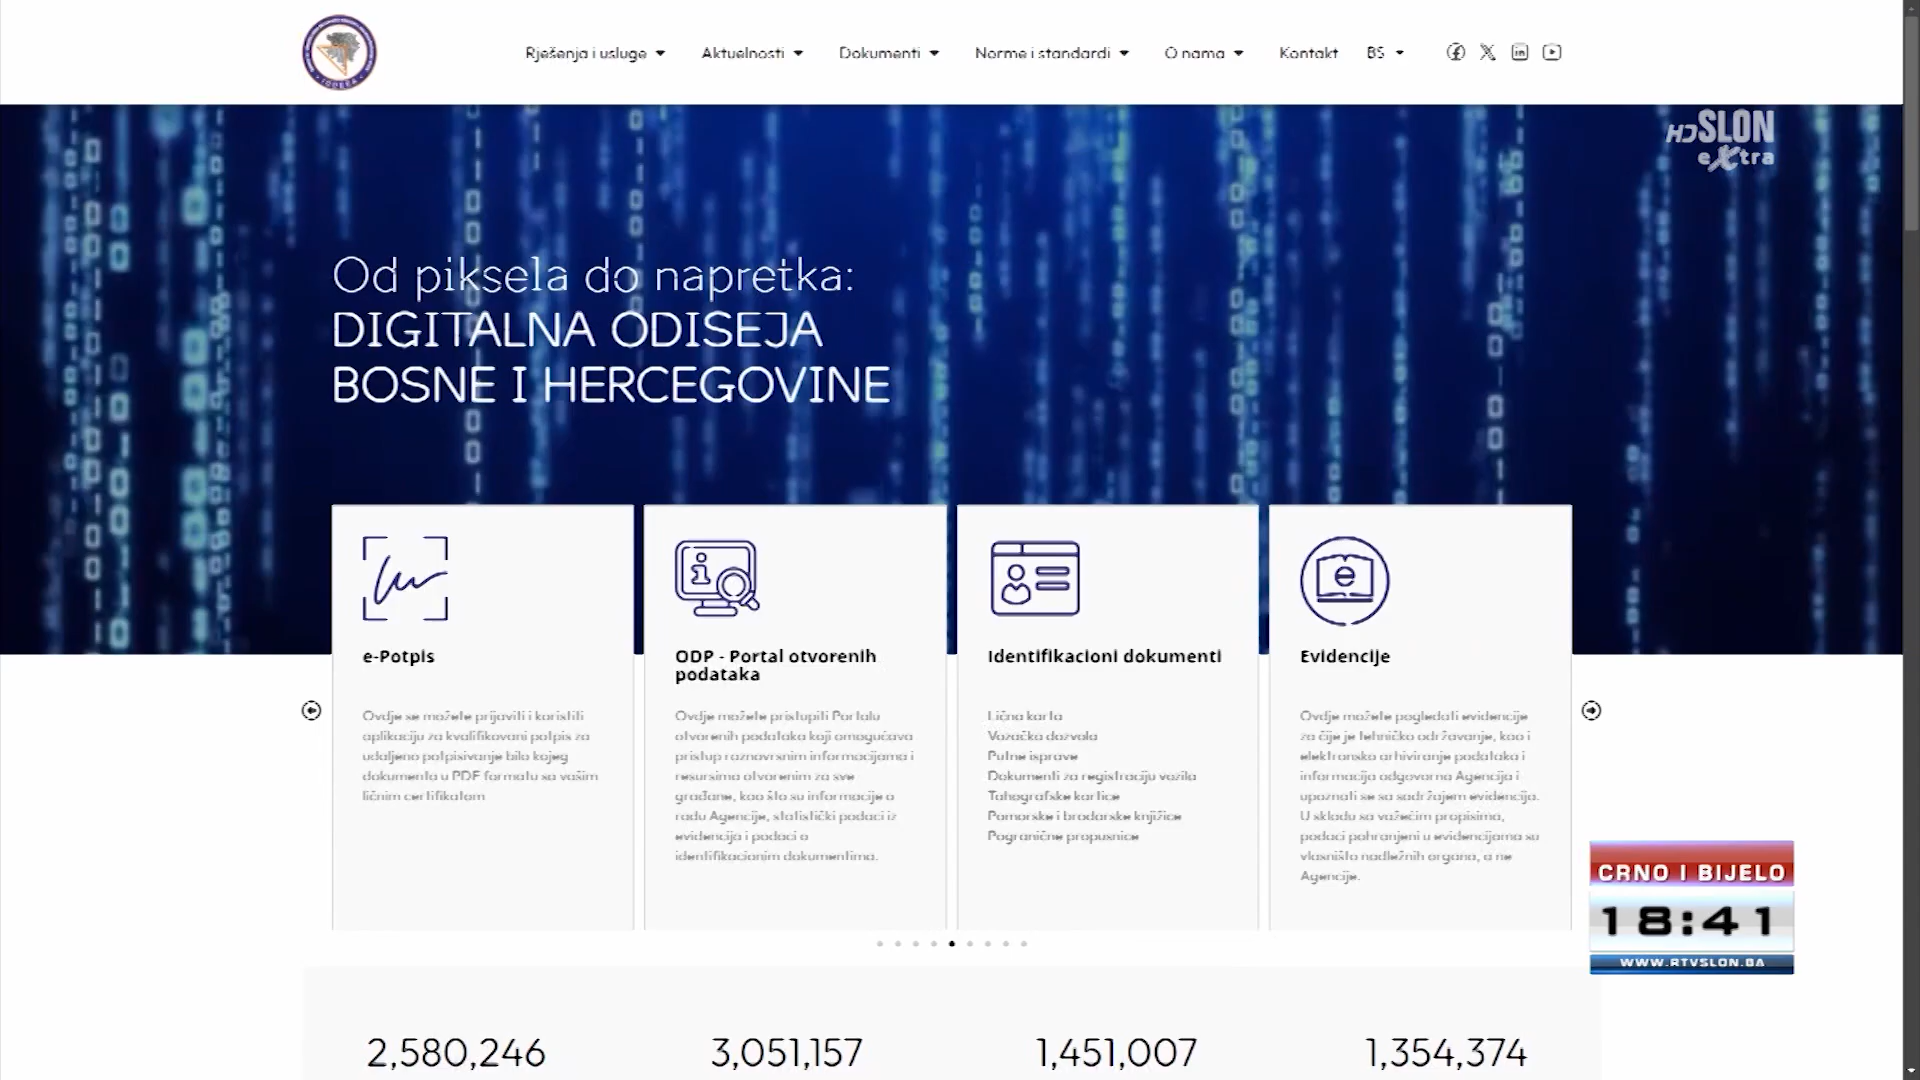 Rješenja i usluge
Aktuelnosti
Dokumenti
Norme i standardi
O nama
Kontakt
BS
HD SLON
eXtra
Od piksela do napretka:
DIGITALNA ODISEJA
BOSNE I HERCEGOVINE
e-Potpis
Ovdje se možete prijaviti i koristiti
aplikaciju za kvalifikovani potpis za
udaljeno potpisivanje bilo kojeg
dokumenta u PDF formatu sa vašim
ličnim certifikatom
ODP - Portal otvorenih
podataka
Ovdje možete pristupiti Portalu
otvorenih podataka koji omogućava
pristup raznovrsnim informacijama i
resursima otvorenim za sve
građane, kao što su informacije o
radu Agencije, statistički podaci iz
evidencija i podaci o
identifikacionim dokumentima.
Identifikacioni dokumenti
Lična karta
Vozačka dozvola
Putne isprave
Dokumenti za registraciju vozila
Tahografske kartice
Pomorske i brodarske knjižice
Pogranične propusnice
Evidencije
Ovdje možete pogledati evidencije
za čije je tehničko održavanje, kao i
elektronsko arhiviranje podataka i
informacija odgovorna Agencija i
upoznati se sa sadržajem evidencija.
U skladu sa važećim propisima,
podaci pohranjeni u evidencijama su
vlasništo nadležnih organa, a ne
Agencije.
CRNO I BIJELO
18:41
WWW.RTVSLON.BA
2,580,246
3,051,157
1,451,007
1,354,374